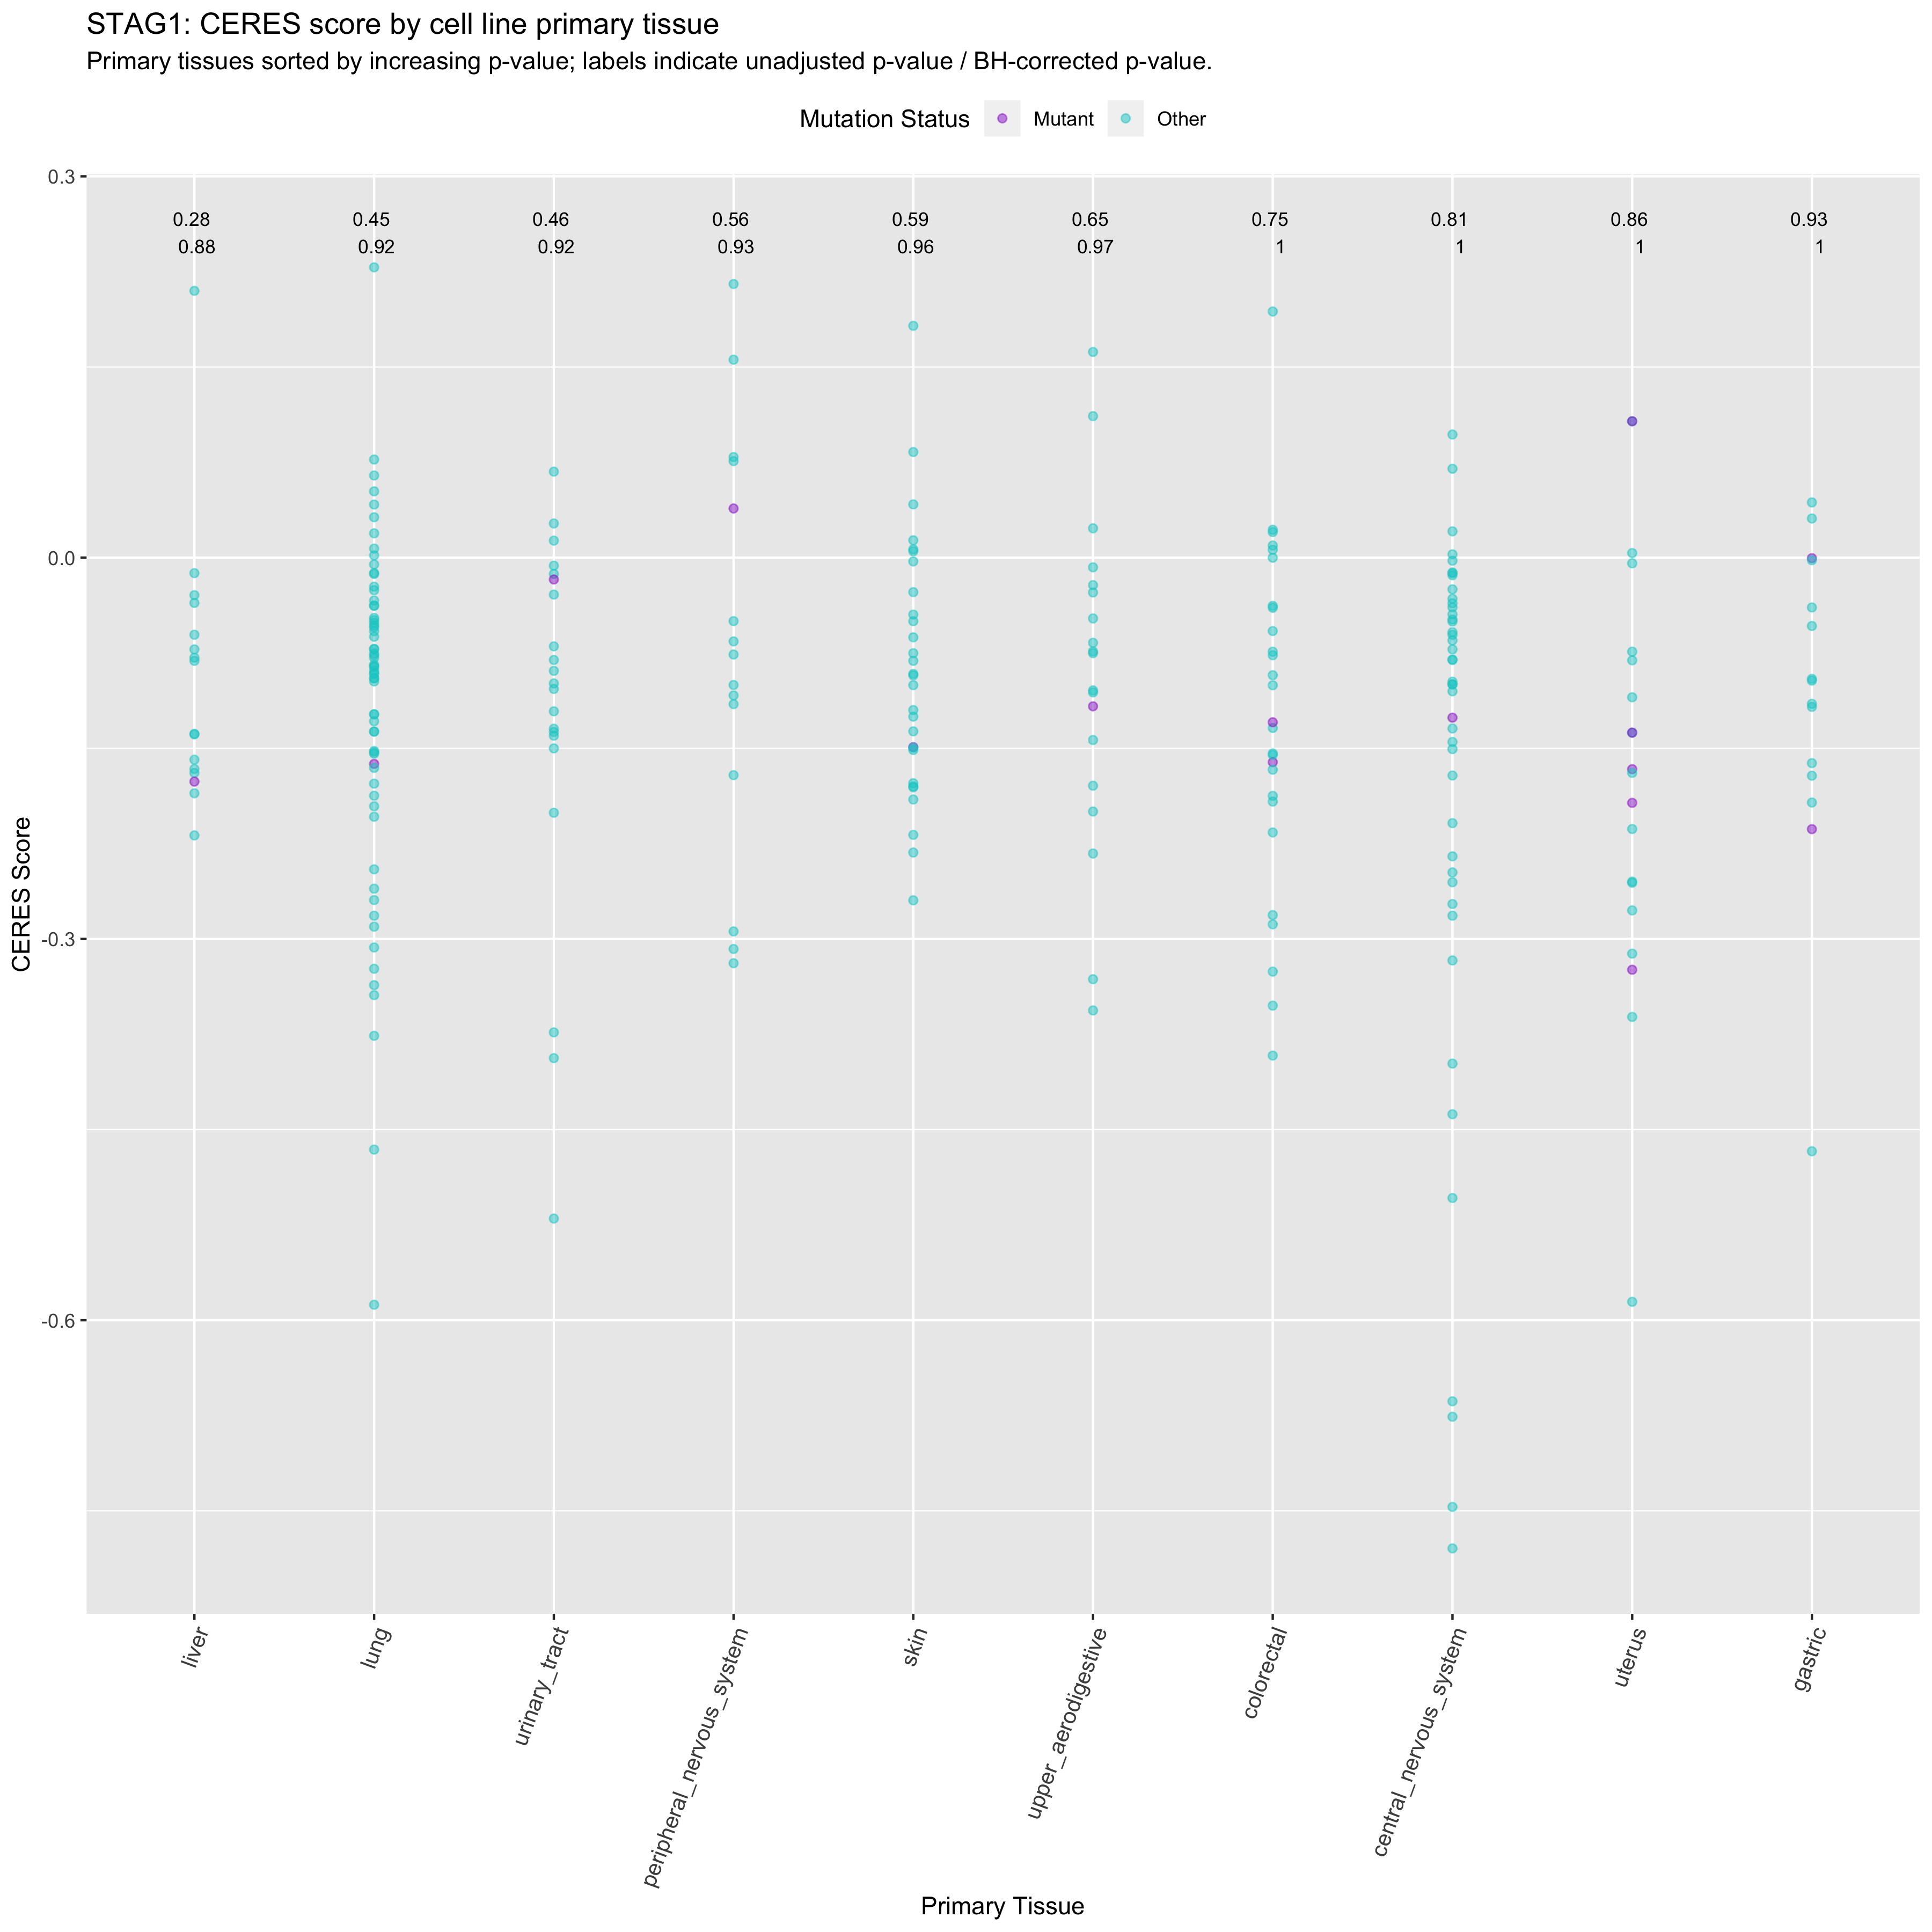 STAG1: CERES score by cell line primary tissue
Primary tissues sorted by increasing p-value; labels indicate unadjusted p-value / BH-corrected p-value.
Mutation Status Mutant Other
0.3
0.28 0.45 0.46 0.56 0.59 0.65 0.75 0.81 0.86 0.93
0.88 0.92 0.92 0.93 0.96 0.97 1 1 1 1
0.0
-0.3
-0.6
CERES Score
liver
lung
urinary_tract
peripheral_nervous_system
skin
upper_aerodigestive
colorectal
central_nervous_system
uterus
gastric
Primary Tissue